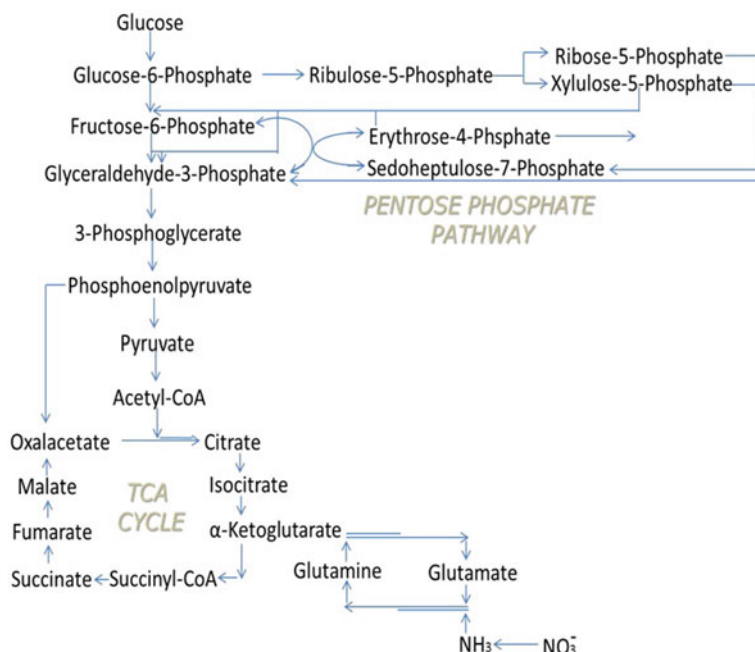 Glucose
Glucose-6-Phosphate
Ribulose-5-Phosphate
Ribose-5-Phosphate
Xylulose-5-Phosphate
Fructose-6-Phosphate
Erythrose-4-Phsphate
Glyceraldehyde-3-Phosphate
Sedoheptulose-7-Phosphate
PENTOSE PHOSPHATE
PATHWAY
3-Phosphoglycerate
Phosphoenolpyruvate
Pyruvate
Acetyl-CoA
Oxalacetate
Citrate
Malate
TCA
CYCLE
Isocitrate
Fumarate
α-Ketoglutarate
Succinate
Succinyl-CoA
Glutamine
Glutamate
NH₃
NO₃⁻